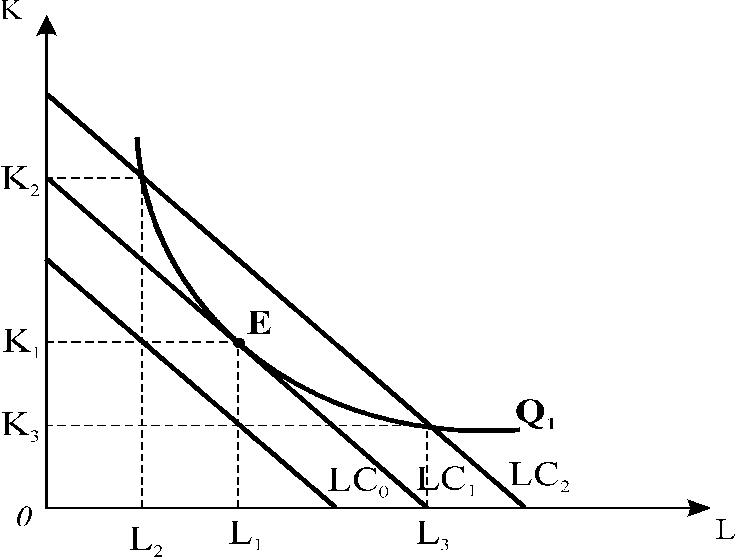 K
K₂
E
K₁
K₃
Q₁
LC₀
LC₁
LC₂
0
L₂
L₁
L₃
L